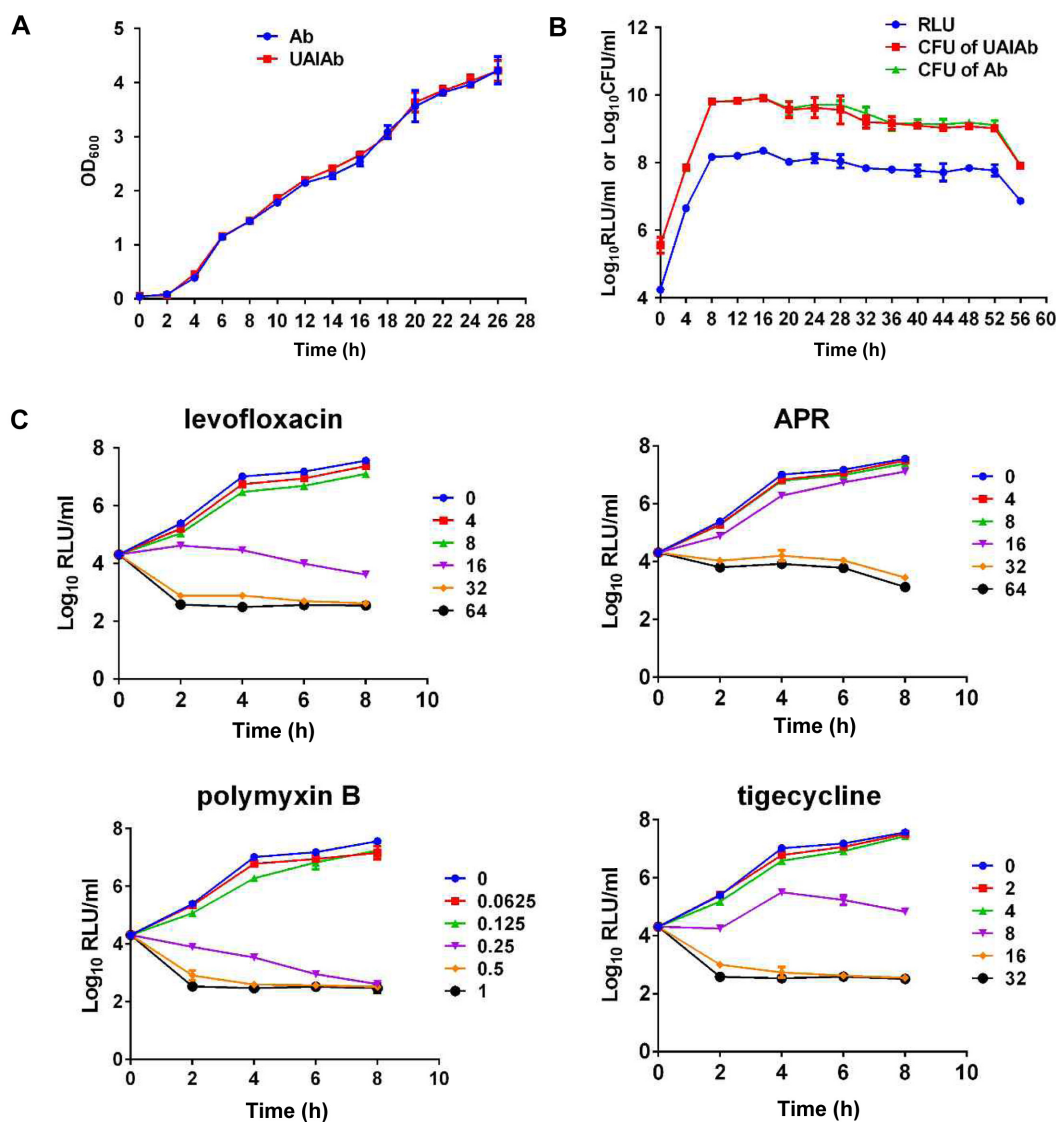 A
Ab
UAlAb
OD600
5
4
3
2
1
0
0 2 4 6 8 10 12 14 16 18 20 22 24 26 28
Time (h)
B
RLU
CFU of UAlAb
CFU of Ab
Log10RLU/ml or Log10CFU/ml
12
10
8
6
4
0 4 8 12 16 20 24 28 32 36 40 44 48 52 56 60
Time (h)
C
levofloxacin
Log10 RLU/ml
8
6
4
2
0
0 2 4 6 8 10
Time (h)
0
4
8
16
32
64
APR
Log10 RLU/ml
8
6
4
2
0
0 2 4 6 8 10
Time (h)
0
4
8
16
32
64
polymyxin B
Log10 RLU/ml
8
6
4
2
0
0 2 4 6 8 10
Time (h)
0
0.0625
0.125
0.25
0.5
1
tigecycline
Log10 RLU/ml
8
6
4
2
0
0 2 4 6 8 10
Time (h)
0
2
4
8
16
32